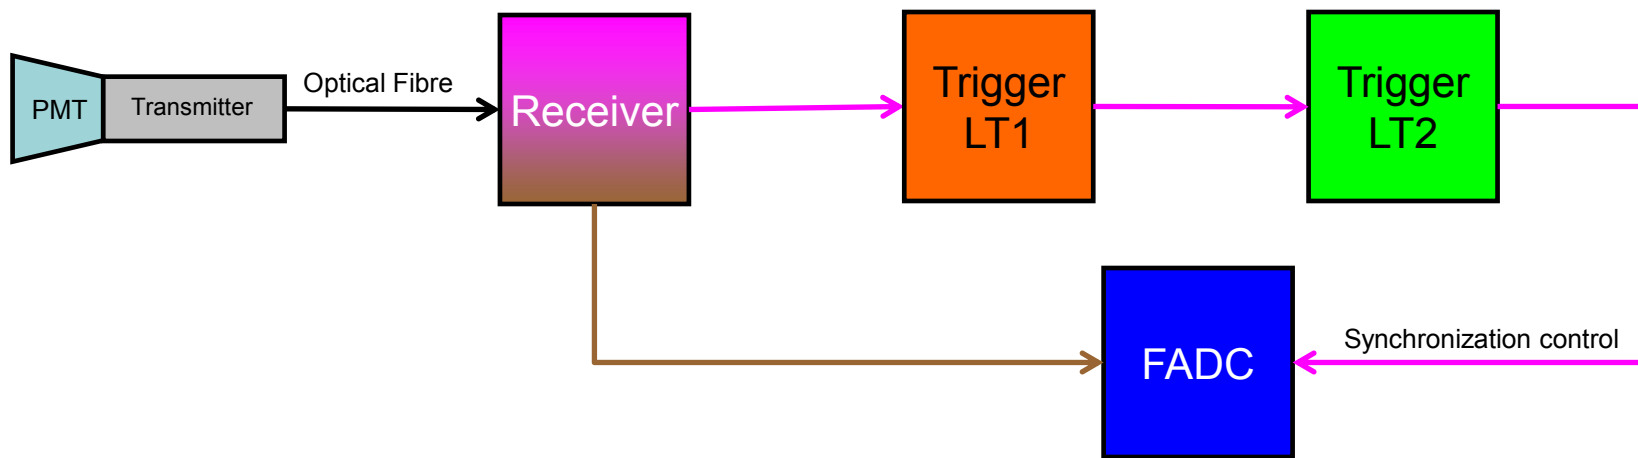 PMT
Transmitter
Optical Fibre
Receiver
Trigger
LT1
Trigger
LT2
FADC
Synchronization control